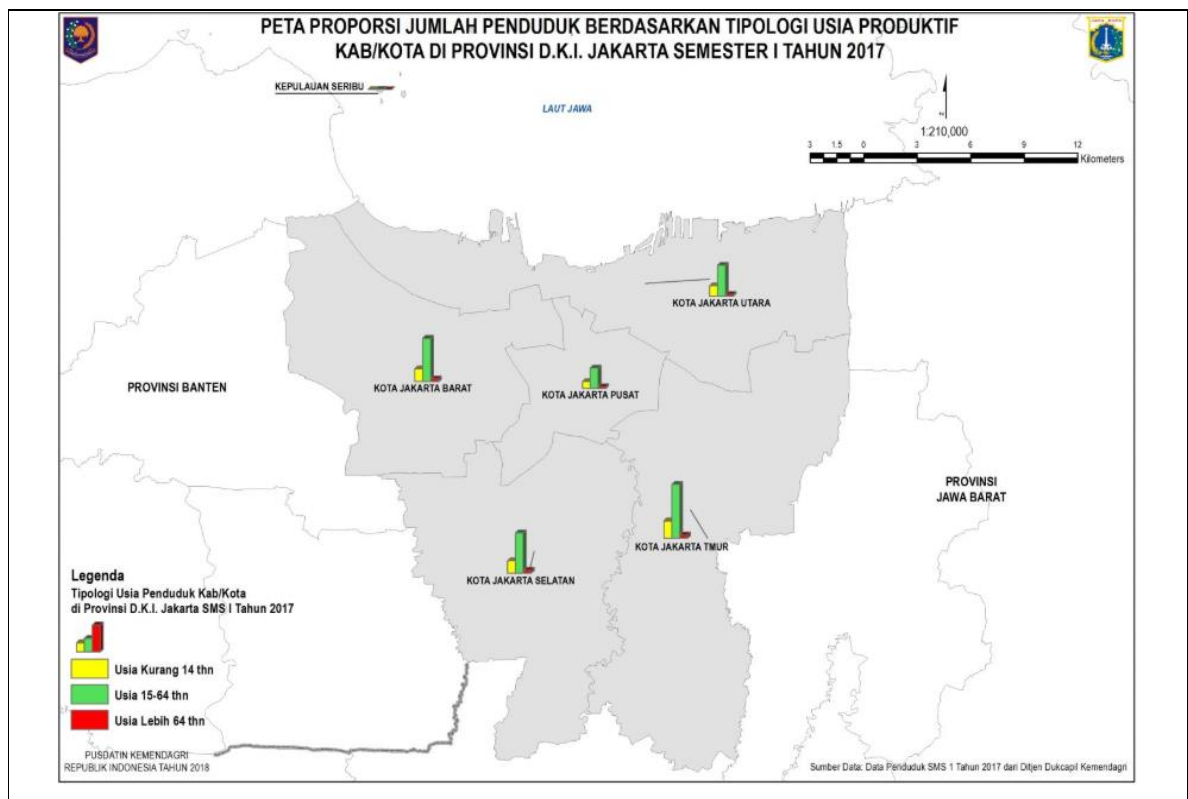 PETA PROPORSI JUMLAH PENDUDUK BERDASARKAN TIPOLOGI USIA PRODUKTIF
KAB/KOTA DI PROVINSI D.K.I. JAKARTA SEMESTER I TAHUN 2017
KEPULAUAN SERIBU
LAUT JAWA
1:210,000
3 1.5 0 3 6 9 12
Kilometers
KOTA JAKARTA UTARA
PROVINSI BANTEN
KOTA JAKARTA BARAT
KOTA JAKARTA PUSAT
PROVINSI
JAWA BARAT
KOTA JAKARTA TMUR
KOTA JAKARTA SELATAN
Legenda
Tipologi Usia Penduduk Kab/Kota
di Provinsi D.K.I. Jakarta SMS I Tahun 2017
Usia Kurang 14 thn
Usia 15-64 thn
Usia Lebih 64 thn
PUSDATIN KEMENDAGRI
REPUBLIK INDONESIA TAHUN 2018
Sumber Data: Data Penduduk SMS 1 Tahun 2017 dari Ditjen Dukcapil Kemendagri